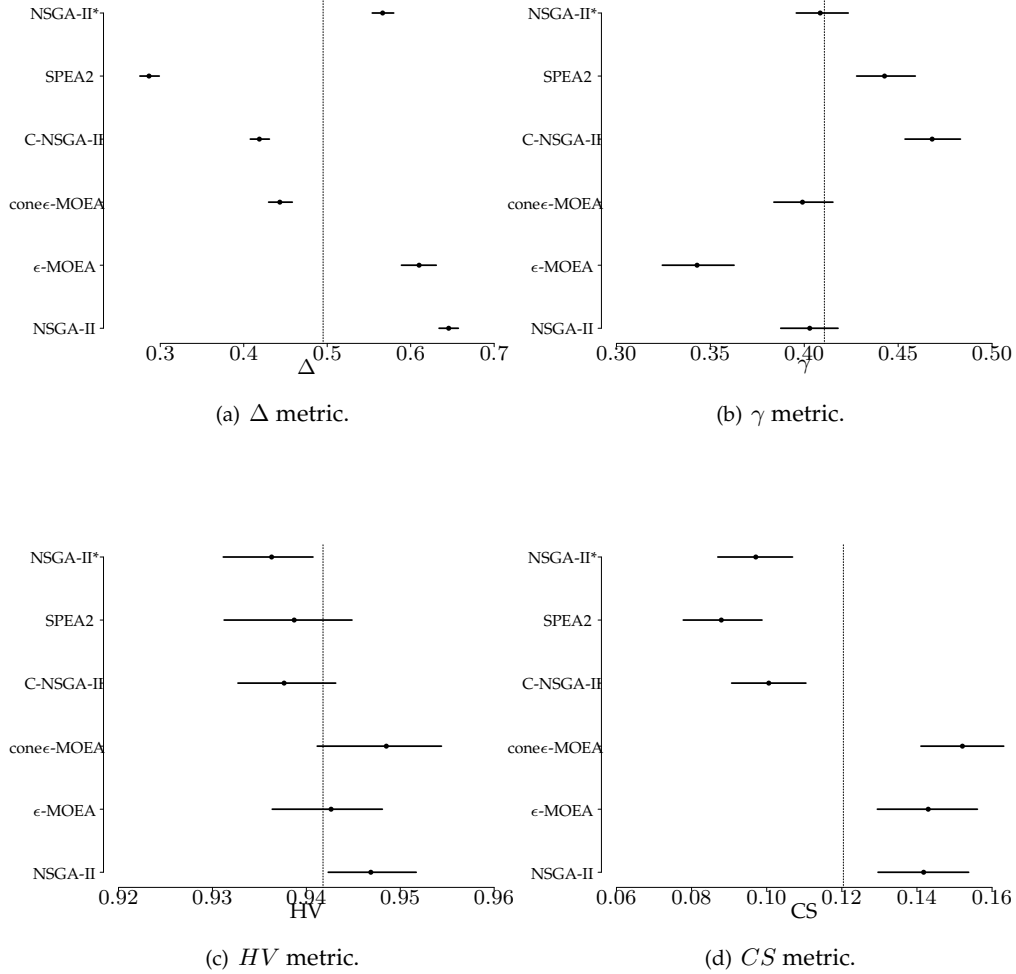 NSGA-II*
SPEA2
C-NSGA-II
coneϵ-MOEA
ϵ-MOEA
NSGA-II
0.3 0.4 0.5 0.6 0.7
Δ
(a) Δ metric.
NSGA-II*
SPEA2
C-NSGA-II
coneϵ-MOEA
ϵ-MOEA
NSGA-II
0.30 0.35 0.40 0.45 0.50
γ
(b) γ metric.
NSGA-II*
SPEA2
C-NSGA-II
coneϵ-MOEA
ϵ-MOEA
NSGA-II
0.92 0.93 0.94 0.95 0.96
HV
(c) HV metric.
NSGA-II*
SPEA2
C-NSGA-II
coneϵ-MOEA
ϵ-MOEA
NSGA-II
0.06 0.08 0.10 0.12 0.14 0.16
CS
(d) CS metric.